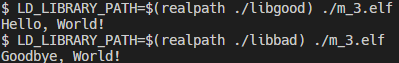 $ LD_LIBRARY_PATH=$(realpath ./libgood) ./m_3.elf
Hello, World!
$ LD_LIBRARY_PATH=$(realpath ./libbad) ./m_3.elf
Goodbye, World!